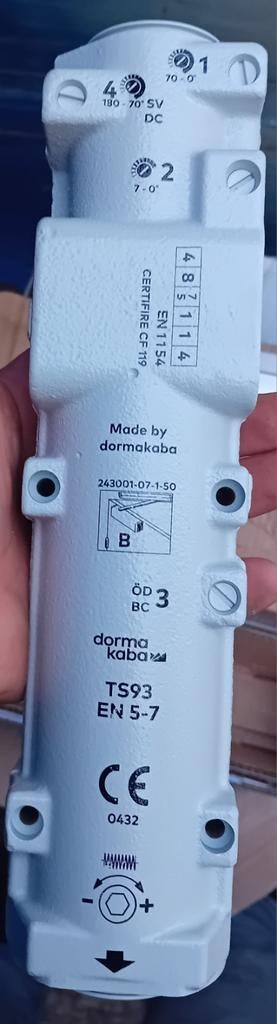 1
70 - 0°
4
180 - 70° SV
DC
2
7 - 0°
4 8 7/5 1 1 4
EN 1154
CERTIFIRE CF 119
Made by
dormakaba
243001-07-1-50
B
ÖD
BC 3
dorma
kaba
TS93
EN 5-7
CE
0432
- +